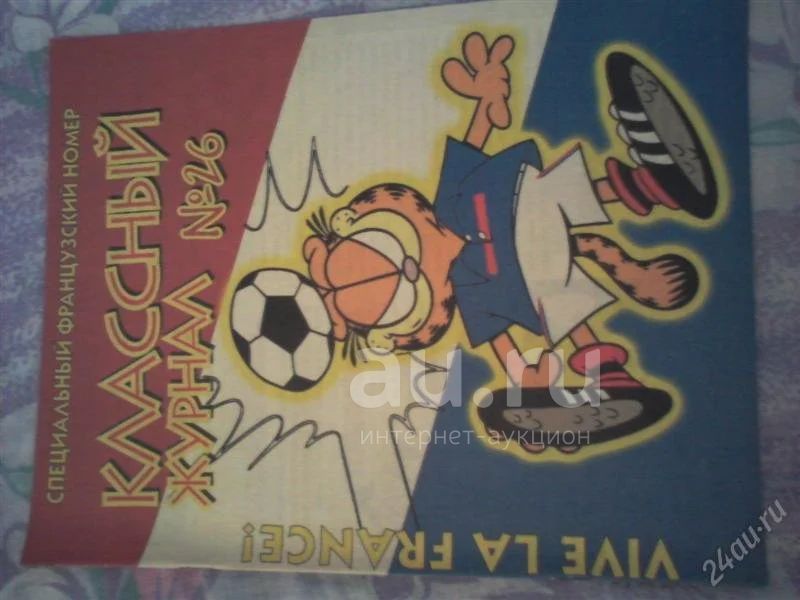 СПЕЦИАЛЬНЫЙ ФРАНЦУЗСКИЙ НОМЕР
КЛАССНЫЙ
ЖУРНАЛ №26
VIVE LA FRANCE!
au.ru
интернет-аукцион
24au.ru